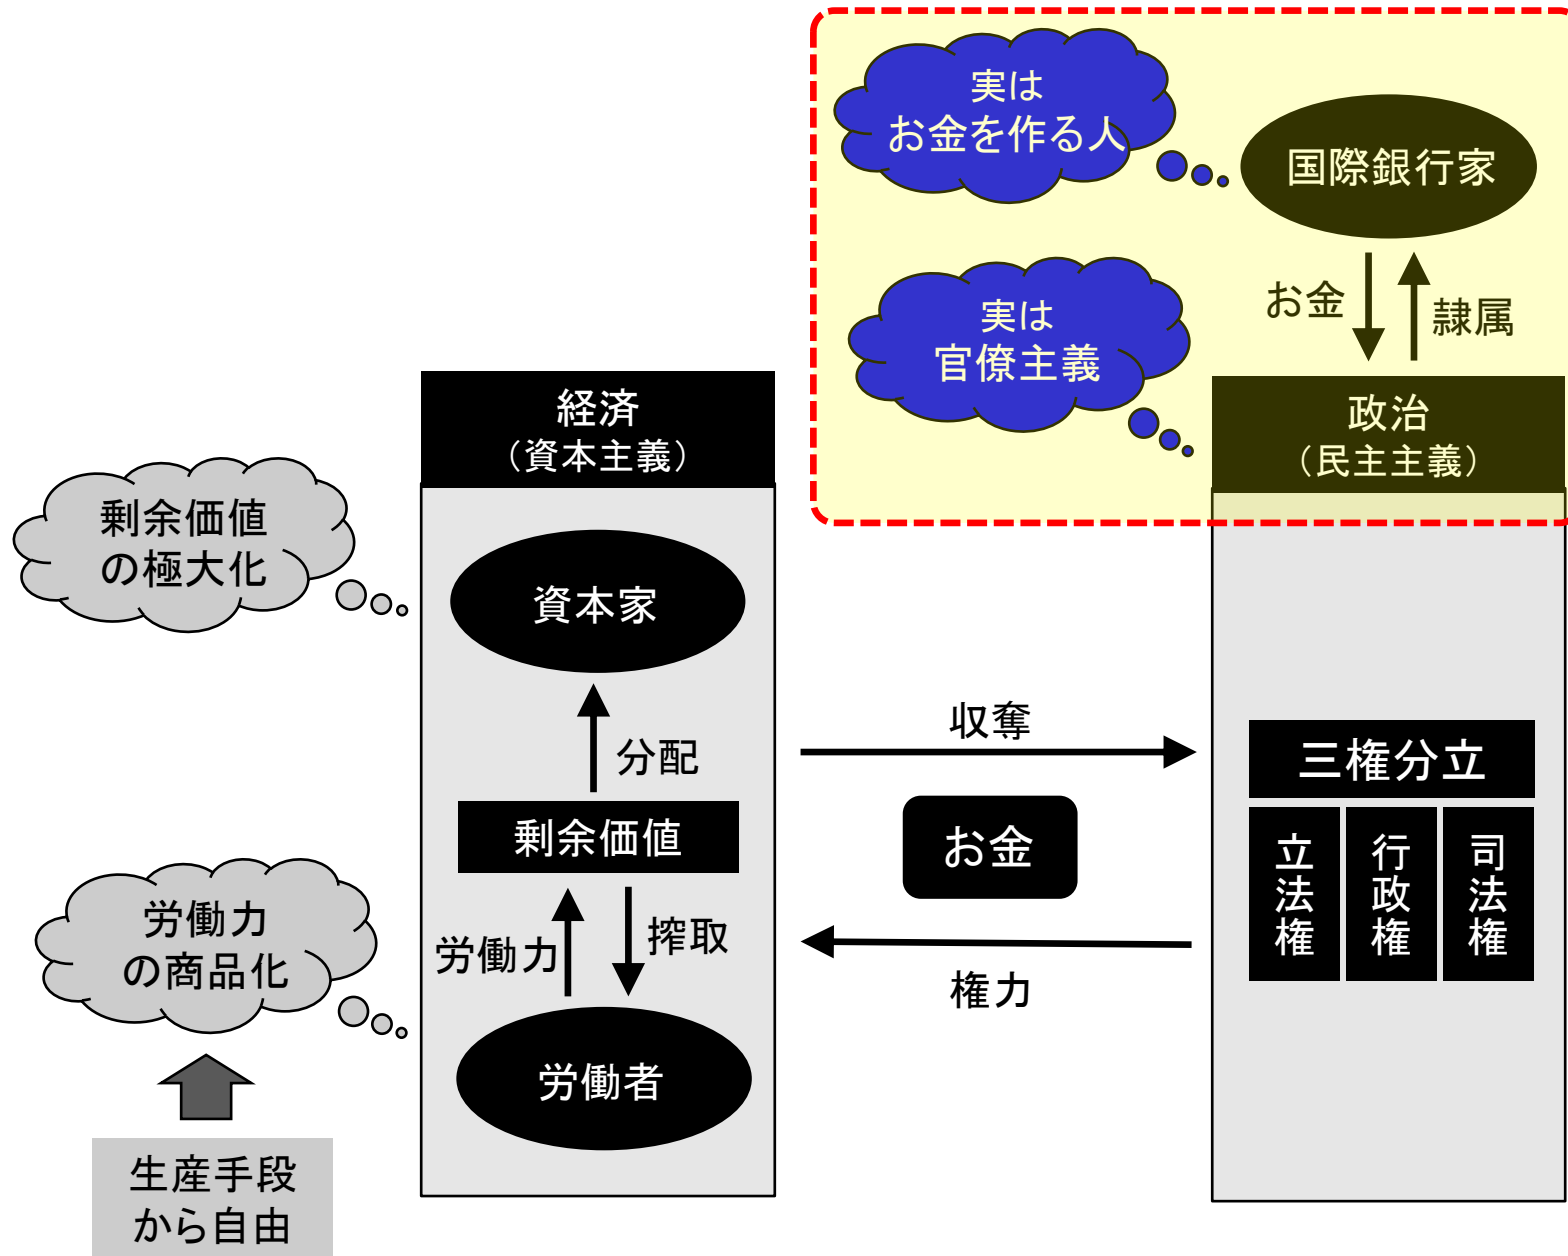 実は
お金を作る人
国際銀行家
お金
隷属
実は
官僚主義
経済
（資本主義）
政治
（民主主義）
剰余価値
の極大化
資本家
分配
剰余価値
労働力
搾取
労働者
労働力
の商品化
生産手段
から自由
収奪
お金
権力
三権分立
立法権
行政権
司法権